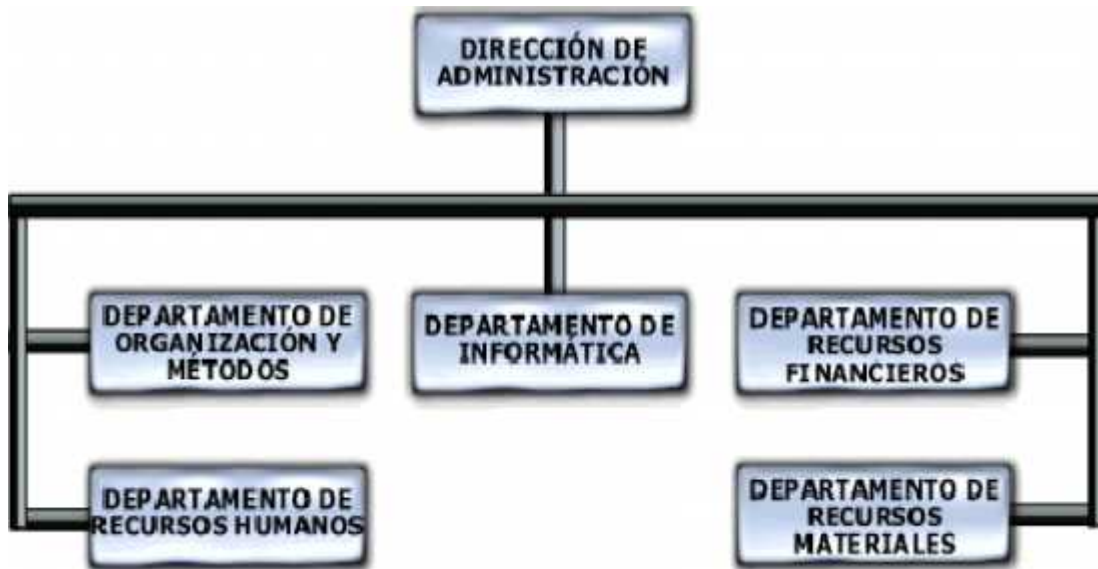 DIRECCIÓN DE
ADMINISTRACIÓN
DEPARTAMENTO DE
ORGANIZACIÓN Y
MÉTODOS
DEPARTAMENTO DE
INFORMÁTICA
DEPARTAMENTO DE
RECURSOS
FINANCIEROS
DEPARTAMENTO DE
RECURSOS HUMANOS
DEPARTAMENTO DE
RECURSOS
MATERIALES